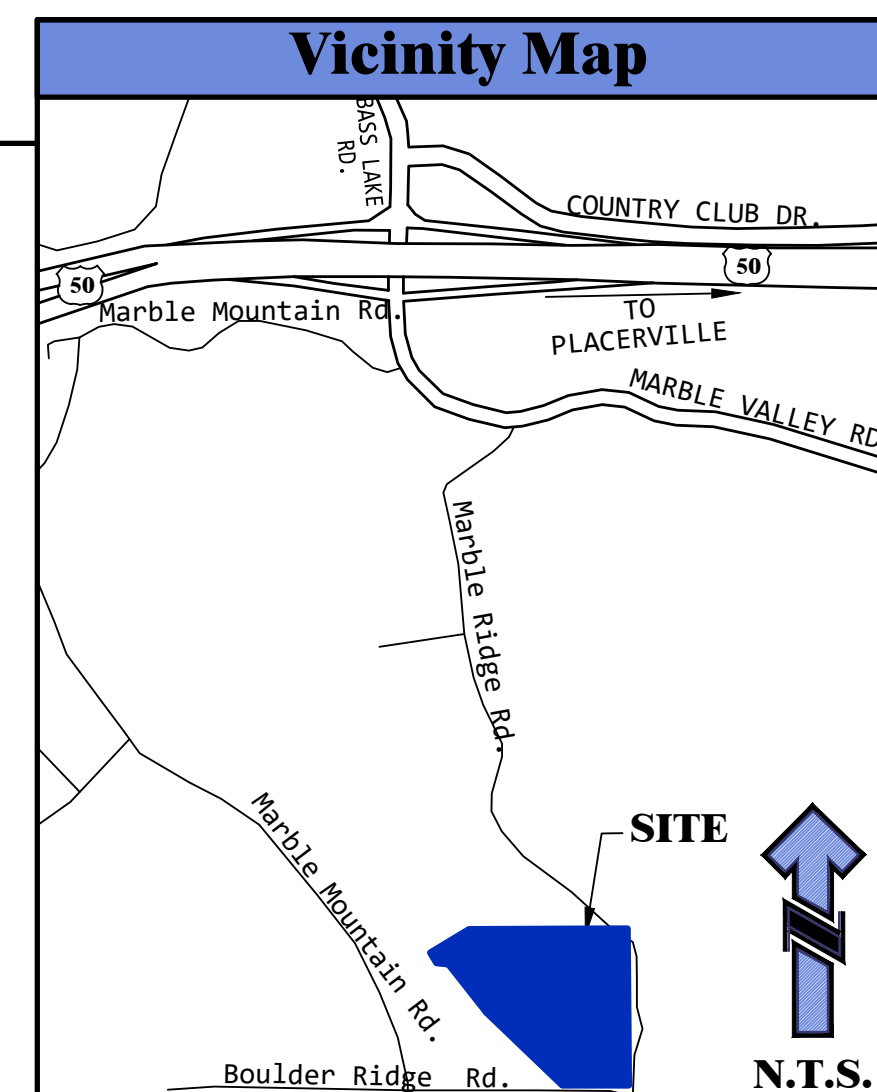 Vicinity Map
BASS LAKE
RD.
COUNTRY CLUB DR.
50
50
Marble Mountain Rd.
TO
PLACERVILLE
MARBLE VALLEY RD
Marble Ridge Rd.
Marble Mountain Rd.
SITE
Boulder Ridge Rd.
N.T.S.